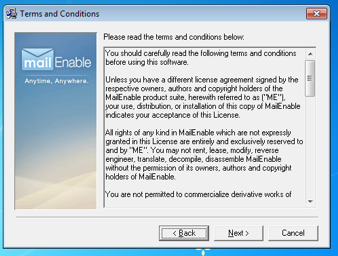 Terms and Conditions
Please read the terms and conditions below:
mailEnable
Anytime, Anywhere.
You should carefully read the following terms and conditions
before using this software.
Unless you have a different license agreement signed by the
respective owners, authors and copyright holders of the
MailEnable product suite, herewith referred to as ("ME"),
your use, distribution, or installation of this copy of MailEnable
indicates your acceptance of this License.
All rights of any kind in MailEnable which are not expressly
granted in this License are entirely and exclusively reserved to
and by "ME". You may not rent, lease, modify, reverse
engineer, translate, decompile, disassemble MailEnable
without the permission of its owners, authors and copyright
holders of MailEnable.
You are not permitted to commercialize derivative works of
< Back
Next >
Cancel